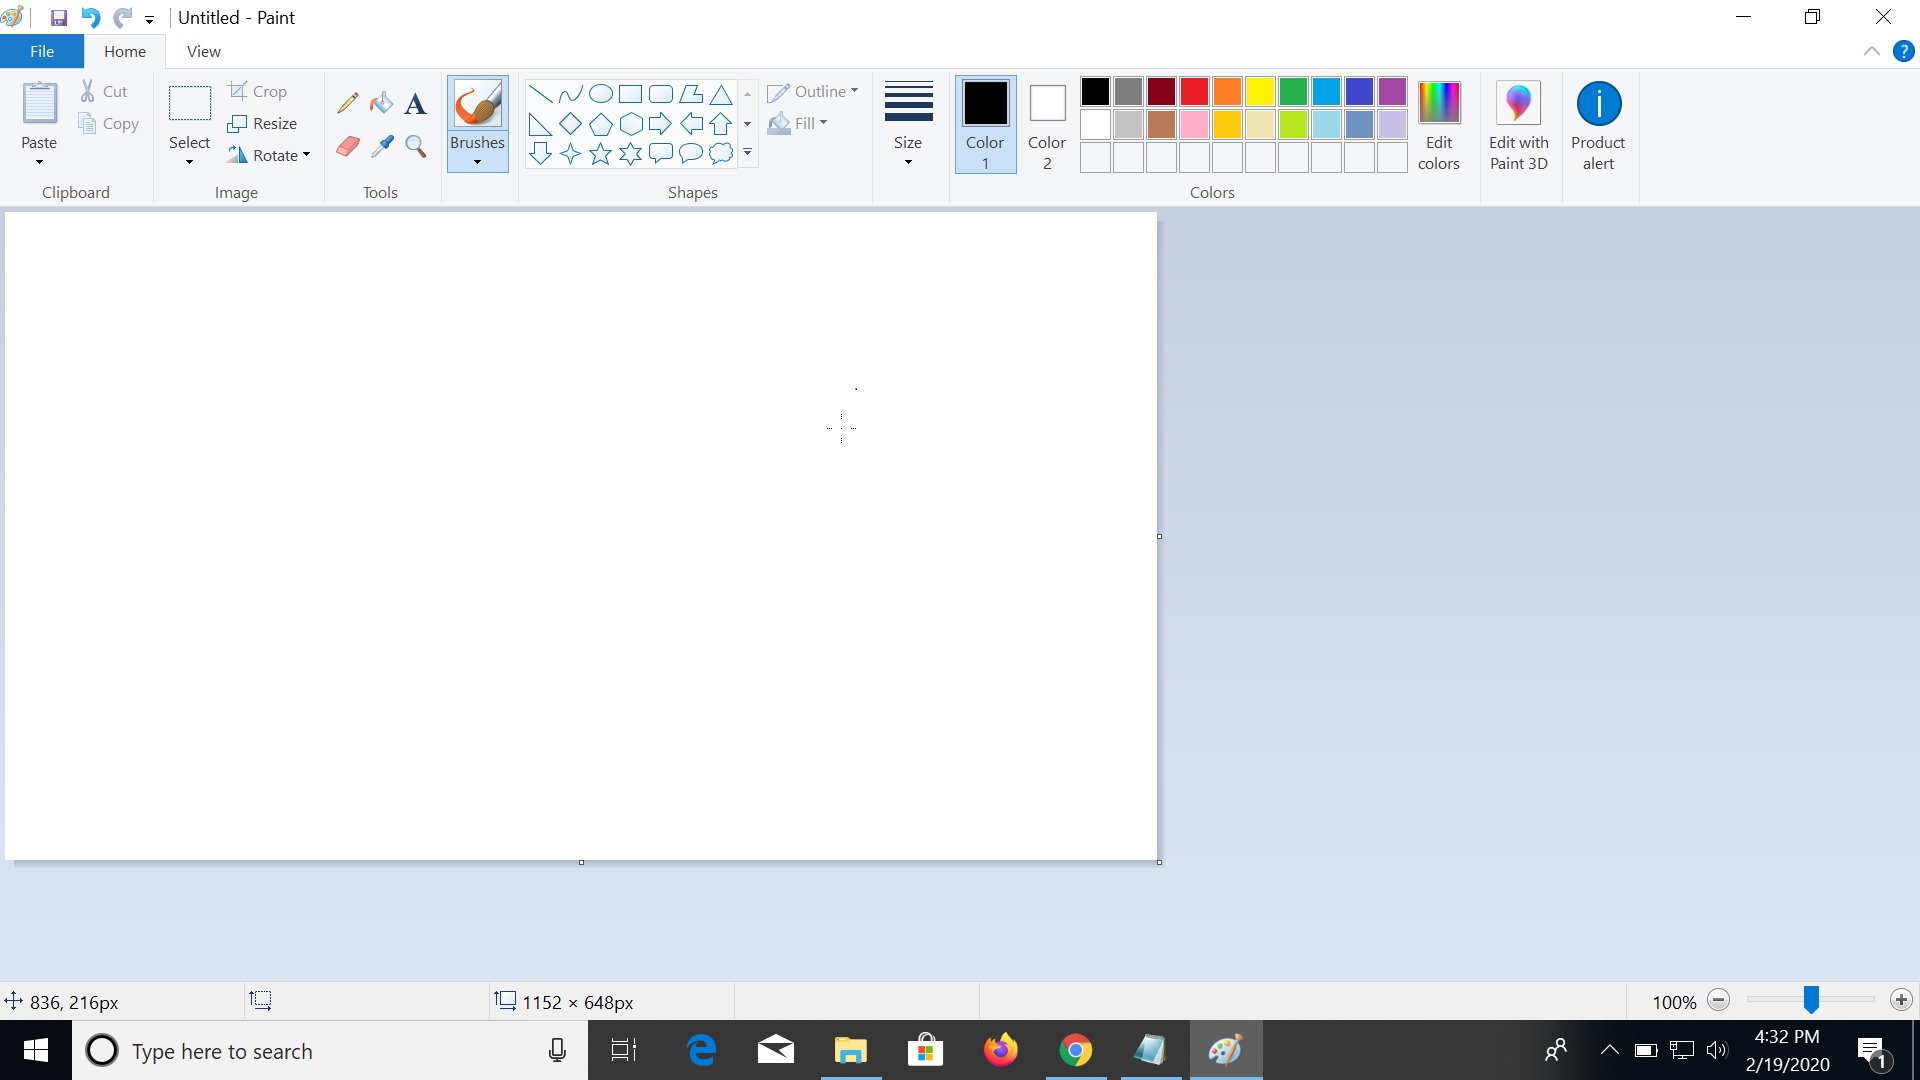 Untitled - Paint
File Home View
Paste
Cut
Copy
Clipboard
Select
Crop
Resize
Rotate
Image
A
Tools
Brushes
Shapes
Outline
Fill
Size
Color 1
Color 2
Colors
Edit colors
Edit with Paint 3D
Product alert
836, 216px
1152 × 648px
100%
Type here to search
4:32 PM
2/19/2020
1